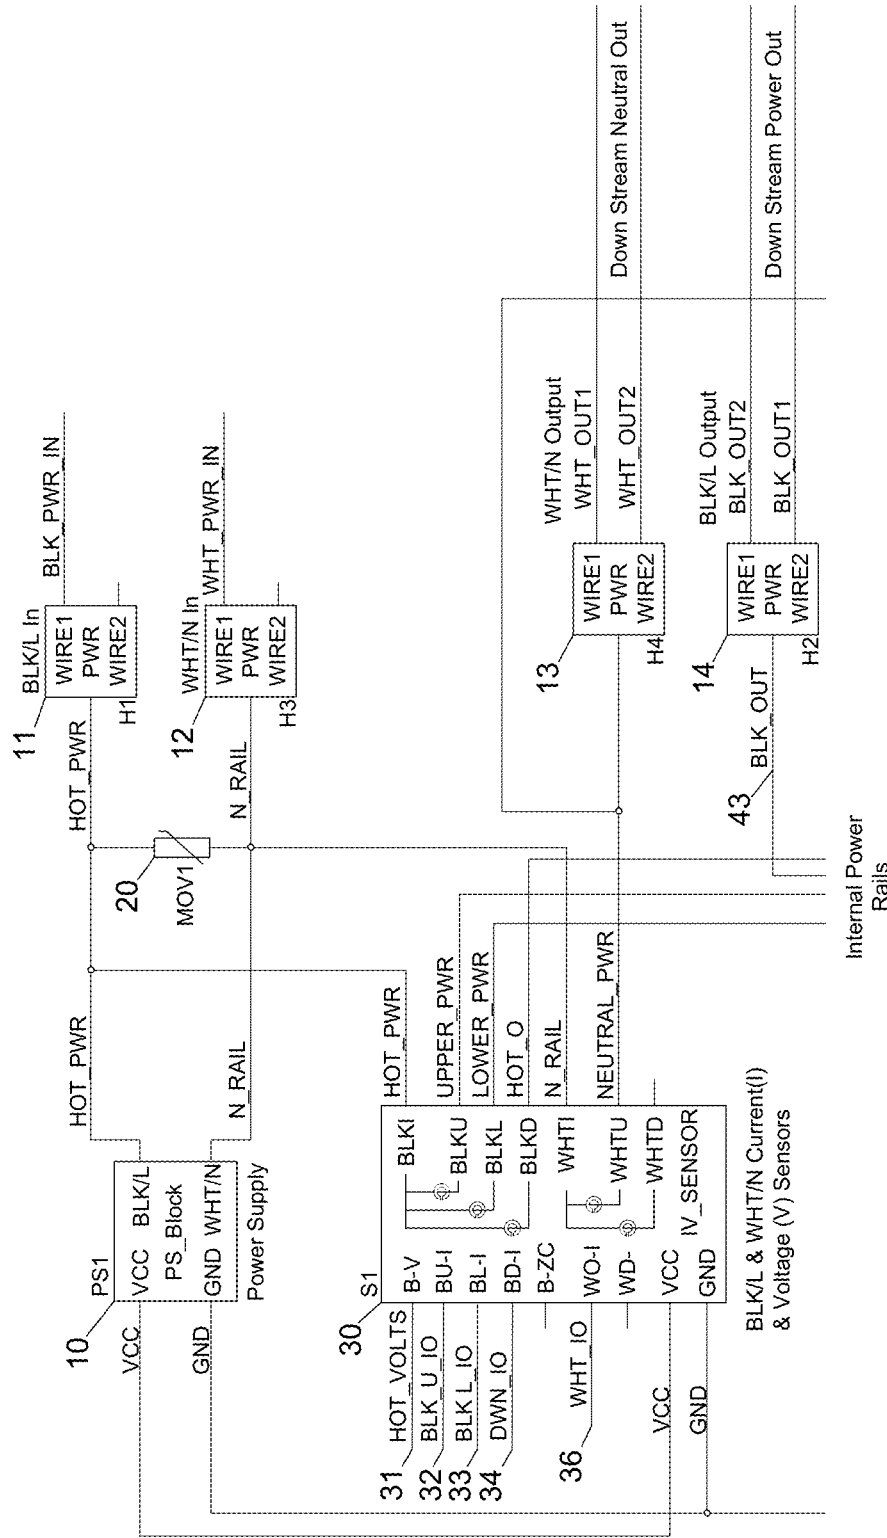 PS1
10
VCC BLK/L
PS_Block
GND WHT/N
Power Supply
VCC
GND
HOT_PWR
N_RAIL
20
MOV1
HOT_PWR
N_RAIL
11
BLK/L In
WIRE1
PWR
WIRE2
H1
BLK_PWR_IN
12
WHT/N In
WIRE1
PWR
WIRE2
H3
WHT_PWR_IN
S1
30
B-V
BU-I
BL-I
BD-I
B-ZC
WO-I
WD-
VCC
GND
BLKI
BLKU
BLKL
BLKD
WHTI
WHTU
WHTD
IV_SENSOR
31
HOT_VOLTS
32
BLK_U_IO
33
BLK L_IO
34
DWN_IO
36
WHT_IO
VCC
GND
HOT_PWR
UPPER_PWR
LOWER_PWR
HOT_O
N_RAIL
NEUTRAL_PWR
BLK/L & WHT/N Current(I)
& Voltage (V) Sensors
Internal Power
Rails
13
WIRE1
PWR
WIRE2
H4
WHT/N Output
WHT_OUT1
WHT_OUT2
Down Stream Neutral Out
43
BLK_OUT
14
WIRE1
PWR
WIRE2
H2
BLK/L Output
BLK_OUT2
BLK_OUT1
Down Stream Power Out